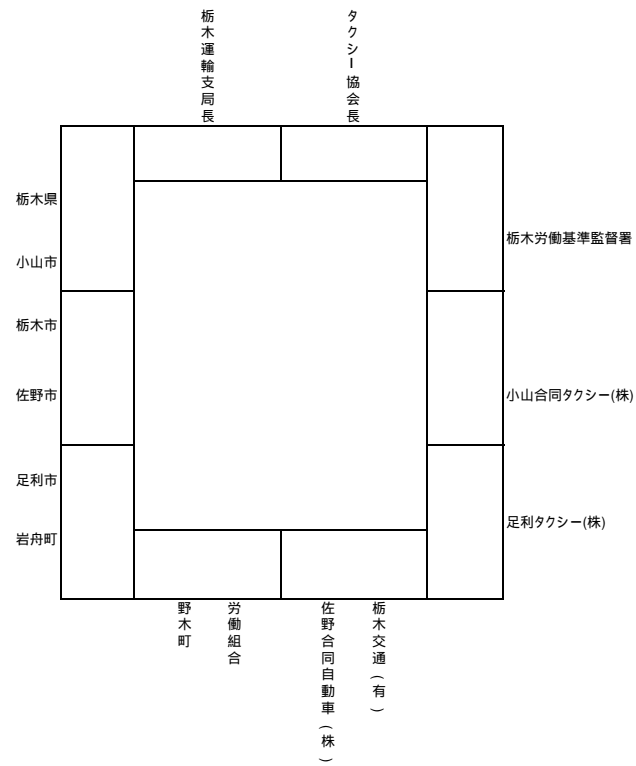 栃木運輸支局長
タクシー協会長
栃木県
小山市
栃木市
佐野市
足利市
岩舟町
栃木労働基準監督署
小山合同タクシー(株)
足利タクシー(株)
野木町
労働組合
佐野合同自動車(株)
栃木交通(有)